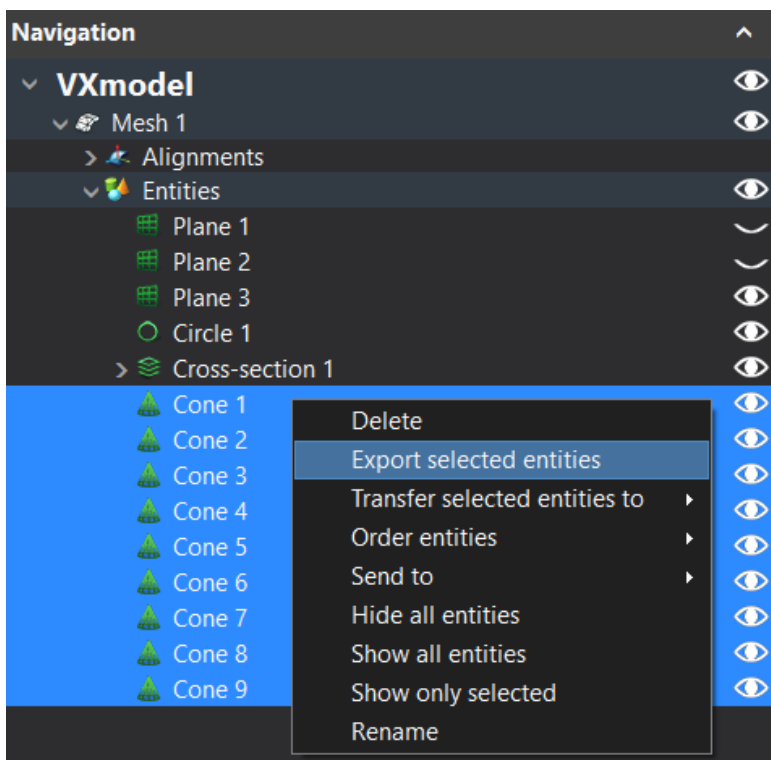 Navigation
VXmodel
Mesh 1
Alignments
Entities
Plane 1
Plane 2
Plane 3
Circle 1
Cross-section 1
Cone 1
Cone 2
Cone 3
Cone 4
Cone 5
Cone 6
Cone 7
Cone 8
Cone 9
Delete
Export selected entities
Transfer selected entities to
Order entities
Send to
Hide all entities
Show all entities
Show only selected
Rename